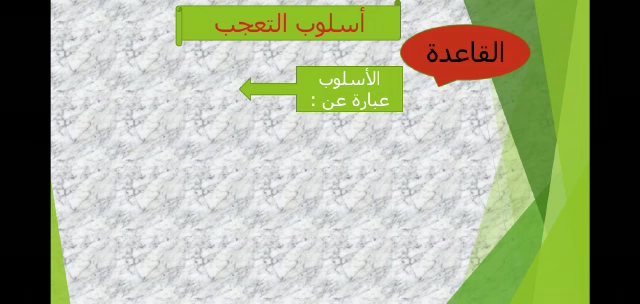 أسلوب التعجب
القاعدة
الأسلوب
عبارة عن :